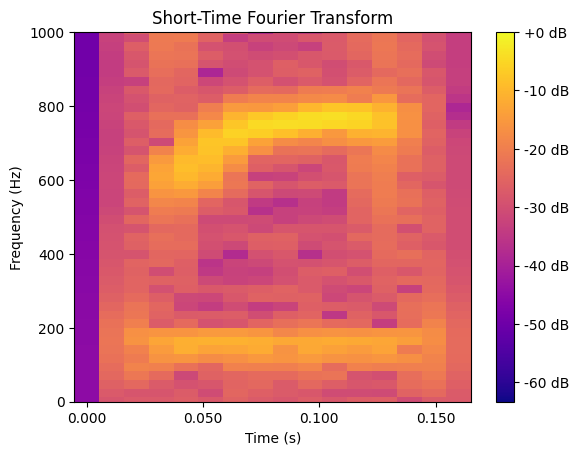 Short-Time Fourier Transform
1000
800
600
400
200
0
Frequency (Hz)
0.000
0.050
0.100
0.150
Time (s)
+0 dB
-10 dB
-20 dB
-30 dB
-40 dB
-50 dB
-60 dB